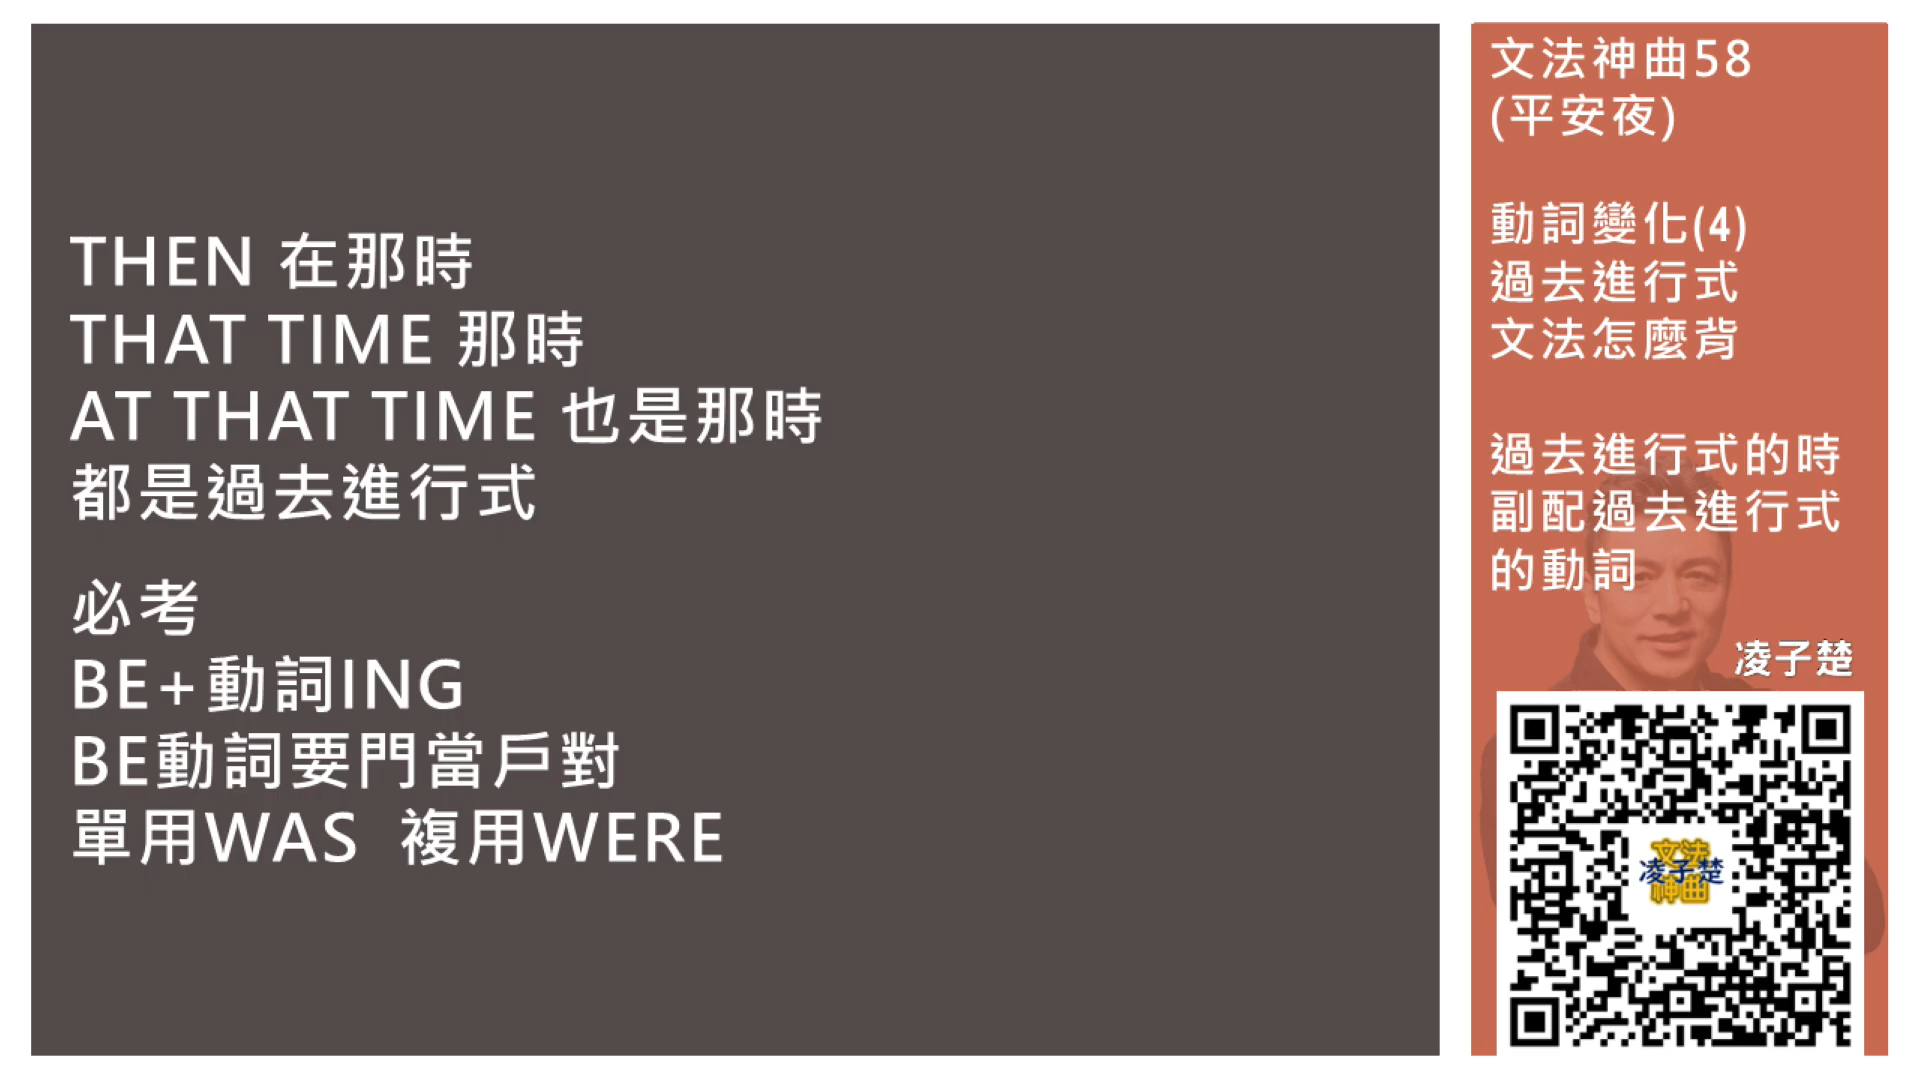 THEN 在那時
THAT TIME 那時
AT THAT TIME 也是那時
都是過去進行式
必考
BE+動詞ING
BE動詞要門當戶對
單用WAS 複用WERE
文法神曲58
(平安夜)
動詞變化(4)
過去進行式
文法怎麼背
過去進行式的時
副配過去進行式
的動詞
凌子楚
文法
凌子楚
神曲